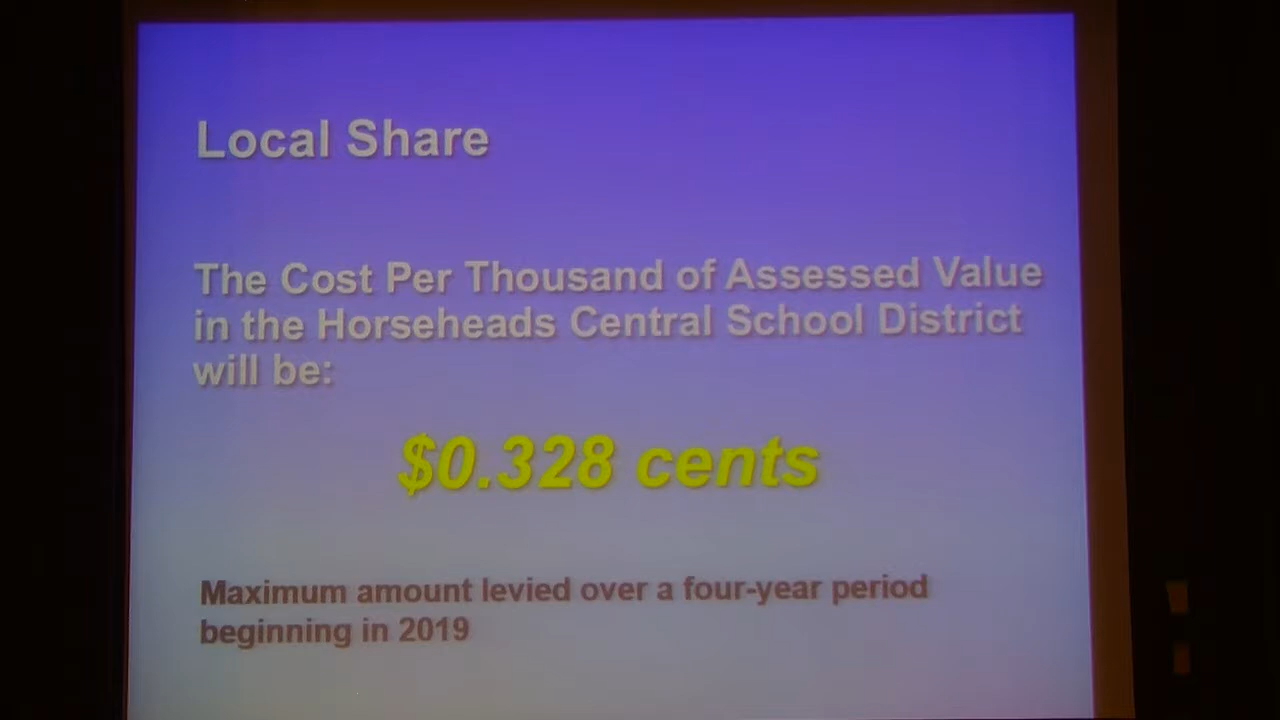 Local Share
The Cost Per Thousand of Assessed Value
in the Horseheads Central School District
will be:
$0.328 cents
Maximum amount levied over a four-year period
beginning in 2019